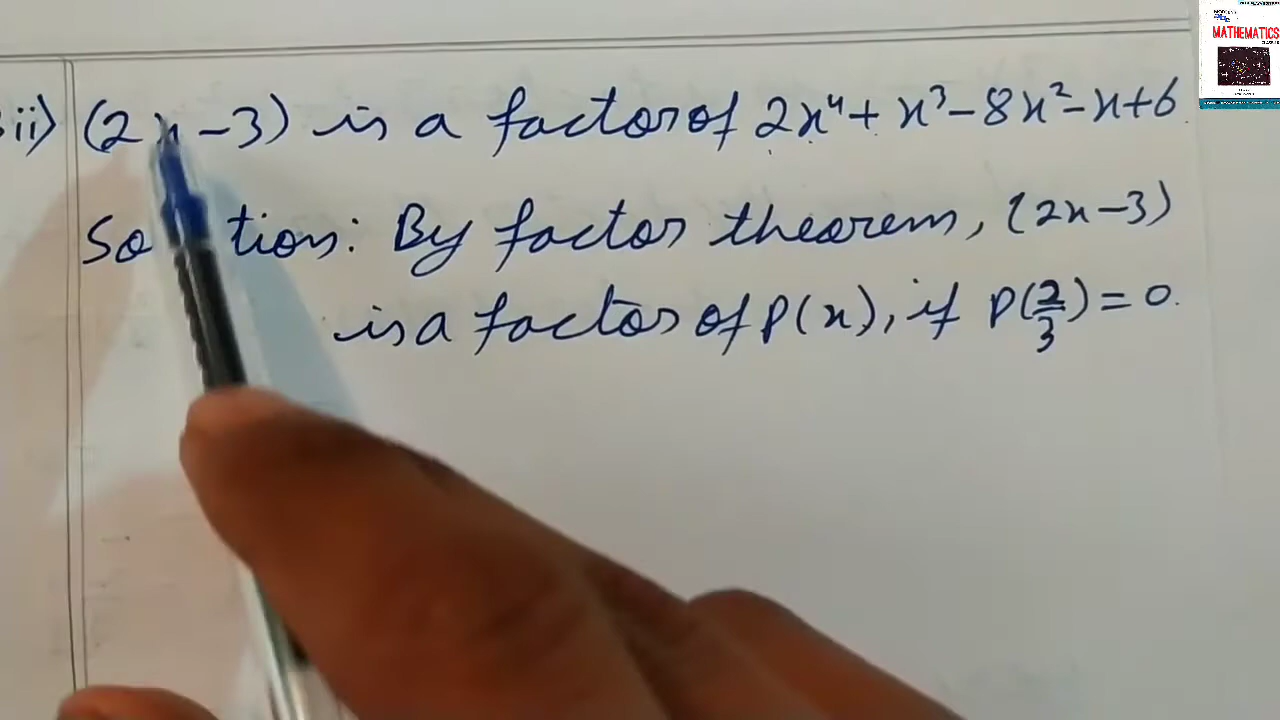 ii) (2x-3) is a factor of 2x⁴+x³-8x²-x+6
So tion: By factor theorem, (2x-3)
is a factor of P(x), if P(2/3) = 0.
MATHEMATICS